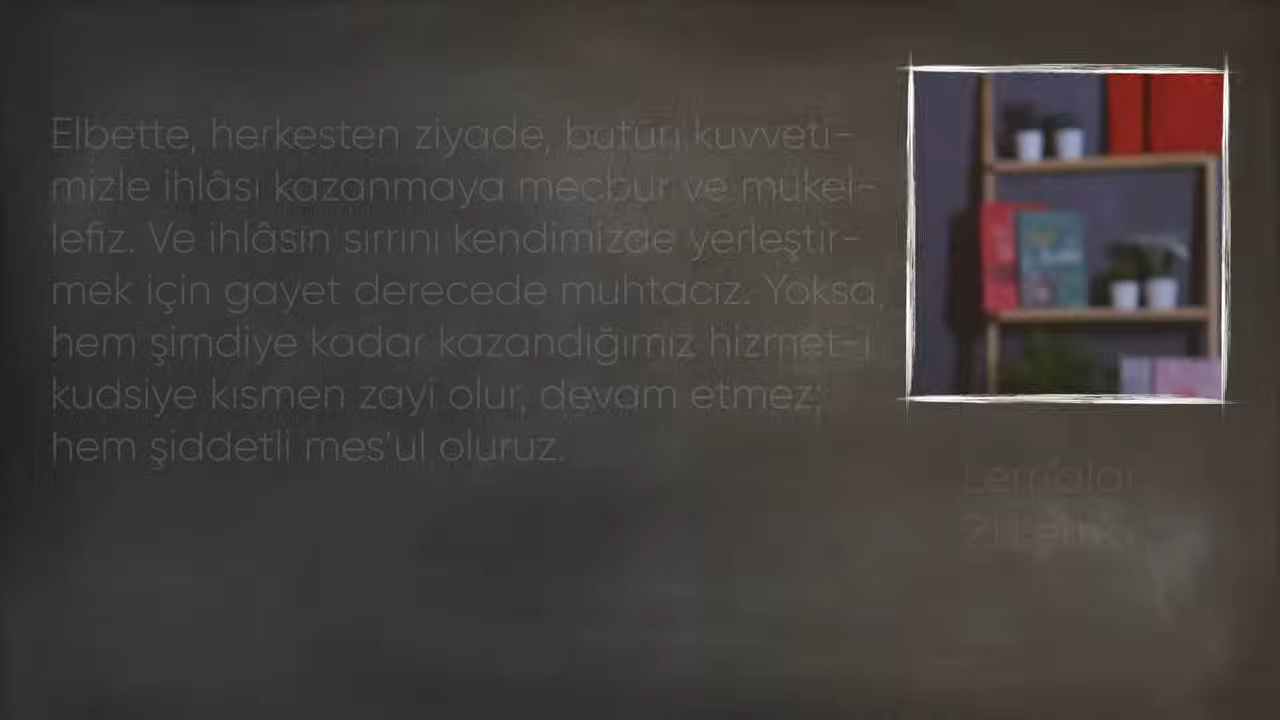 Elbette, herkesten ziyade, bütün kuvveti-
mizle ihlâsı kazanmaya mecbur ve mükel-
lefiz. Ve ihlâsın sırrını kendimizde yerleştir-
mek için gayet derecede muhtacız. Yoksa,
hem şimdiye kadar kazandığımız hizmet-i
kudsiye kısmen zayi olur, devam etmez;
hem şiddetli mes'ul oluruz.
Lem'alar
21. Lem'a